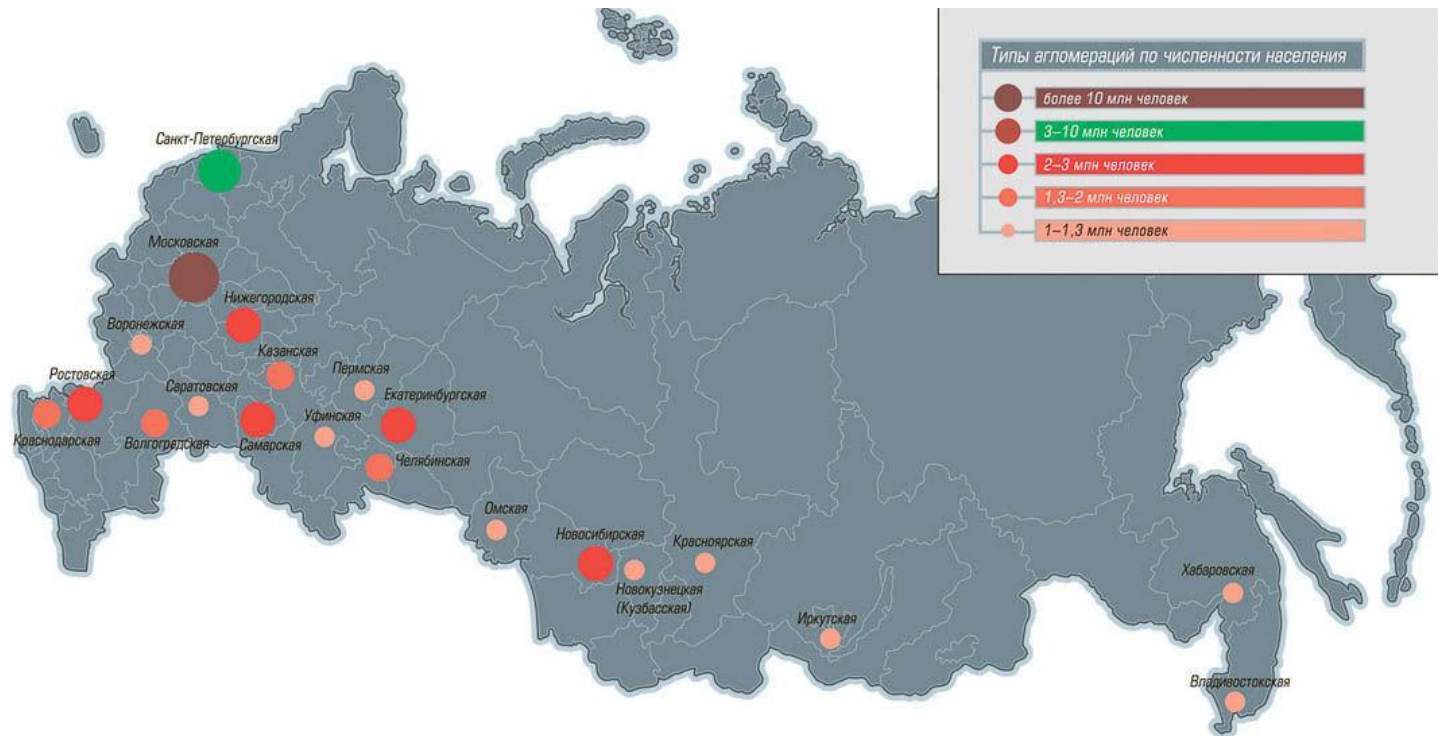 Типы агломераций по численности населения
более 10 млн человек
3–10 млн человек
2–3 млн человек
1,3–2 млн человек
1–1,3 млн человек
Санкт-Петербургская
Московская
Нижегородская
Воронежская
Казанская
Пермская
Ростовская
Саратовская
Екатеринбургская
Уфинская
Краснодарская
Волгоградская
Самарская
Челябинская
Омская
Новосибирская
Красноярская
Новокузнецкая
(Кузбасская)
Иркутская
Хабаровская
Владивостокская